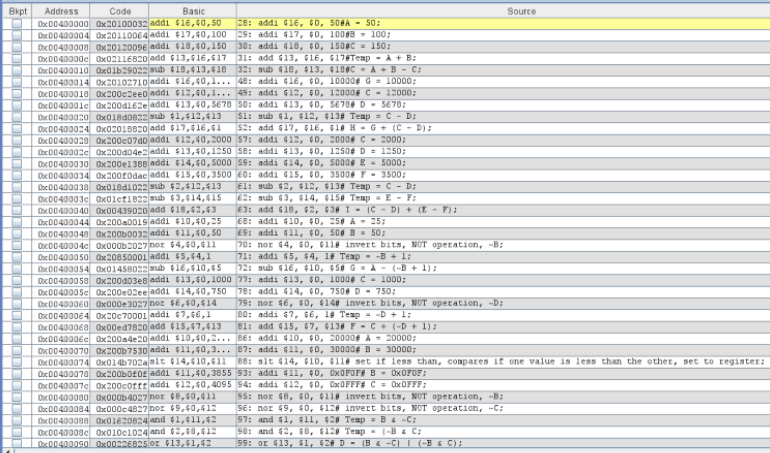 Bkpt Address Code Basic Source
0x00400000 0x20100032 addi $16,$0,50 28: addi $16, $0, 50#A = 50;
0x00400004 0x20110064 addi $17,$0,100 29: addi $17, $0, 100#B = 100;
0x00400008 0x20120096 addi $18,$0,150 30: addi $18, $0, 150#C = 150;
0x0040000c 0x02116820 add $13,$16,$17 31: add $13, $16, $17#Temp = A + B;
0x00400010 0x01b29022 sub $18,$13,$18 32: sub $18, $13, $18#C = A + B - C;
0x00400014 0x20102710 addi $16,$0,1... 48: addi $16, $0, 10000# G = 10000;
0x00400018 0x200c2ee0 addi $12,$0,1... 49: addi $12, $0, 12000# C = 12000;
0x0040001c 0x200d162e addi $13,$0,5678 50: addi $13, $0, 5678# D = 5678;
0x00400020 0x018d0822 sub $1,$12,$13 51: sub $1, $12, $13# Temp = C - D;
0x00400024 0x02018820 add $17,$16,$1 52: add $17, $16, $1# H = G + (C - D);
0x00400028 0x200c07d0 addi $12,$0,2000 57: addi $12, $0, 2000# C = 2000;
0x0040002c 0x200d04e2 addi $13,$0,1250 58: addi $13, $0, 1250# D = 1250;
0x00400030 0x200e1388 addi $14,$0,5000 59: addi $14, $0, 5000# E = 5000;
0x00400034 0x200f0dac addi $15,$0,3500 60: addi $15, $0, 3500# F = 3500;
0x00400038 0x018d1022 sub $2,$12,$13 61: sub $2, $12, $13# Temp = C - D;
0x0040003c 0x01cf1822 sub $3,$14,$15 62: sub $3, $14, $15# Temp = E - F;
0x00400040 0x00439020 add $18,$2,$3 63: add $18, $2, $3# I = (C - D) + (E - F);
0x00400044 0x200a0019 addi $10,$0,25 68: addi $10, $0, 25# A = 25;
0x00400048 0x200b0032 addi $11,$0,50 69: addi $11, $0, 50# B = 50;
0x0040004c 0x000b2027 nor $4,$0,$11 70: nor $4, $0, $11# invert bits, NOT operation, ~B;
0x00400050 0x20850001 addi $5,$4,1 71: addi $5, $4, 1# Temp = ~B + 1;
0x00400054 0x01458022 sub $16,$10,$5 72: sub $16, $10, $5# G = A - (~B + 1);
0x00400058 0x200d03e8 addi $13,$0,1000 77: addi $13, $0, 1000# C = 1000;
0x0040005c 0x200e02ee addi $14,$0,750 78: addi $14, $0, 750# D = 750;
0x00400060 0x000e3027 nor $6,$0,$14 79: nor $6, $0, $14# invert bits, NOT operation, ~D;
0x00400064 0x20c70001 addi $7,$6,1 80: addi $7, $6, 1# Temp = ~D + 1;
0x00400068 0x00ed7820 add $15,$7,$13 81: add $15, $7, $13# F = C + (~D + 1);
0x0040006c 0x200a4e20 addi $10,$0,2... 86: addi $10, $0, 20000# A = 20000;
0x00400070 0x200b7530 addi $11,$0,3... 87: addi $11, $0, 30000# B = 30000;
0x00400074 0x014b702a slt $14,$10,$11 88: slt $14, $10, $11# set if less than, compares if one value is less than the other, set to register;
0x00400078 0x200b0f0f addi $11,$0,3855 93: addi $11, $0, 0x0F0F# B = 0x0F0F;
0x0040007c 0x200c0fff addi $12,$0,4095 94: addi $12, $0, 0x0FFF# C = 0x0FFF;
0x00400080 0x000b4027 nor $8,$0,$11 95: nor $8, $0, $11# invert bits, NOT operation, ~B;
0x00400084 0x000c4827 nor $9,$0,$12 96: nor $9, $0, $12# invert bits, NOT operation, ~C;
0x00400088 0x01620824 and $1,$11,$2 97: and $1, $11, $2# Temp = B & ~C;
0x0040008c 0x010c1024 and $2,$8,$12 98: and $2, $8, $12# Temp = (~B & C;
0x00400090 0x00226825 or $13,$1,$2 99: or $13, $1, $2# D = (B & ~C) | (~B & C);